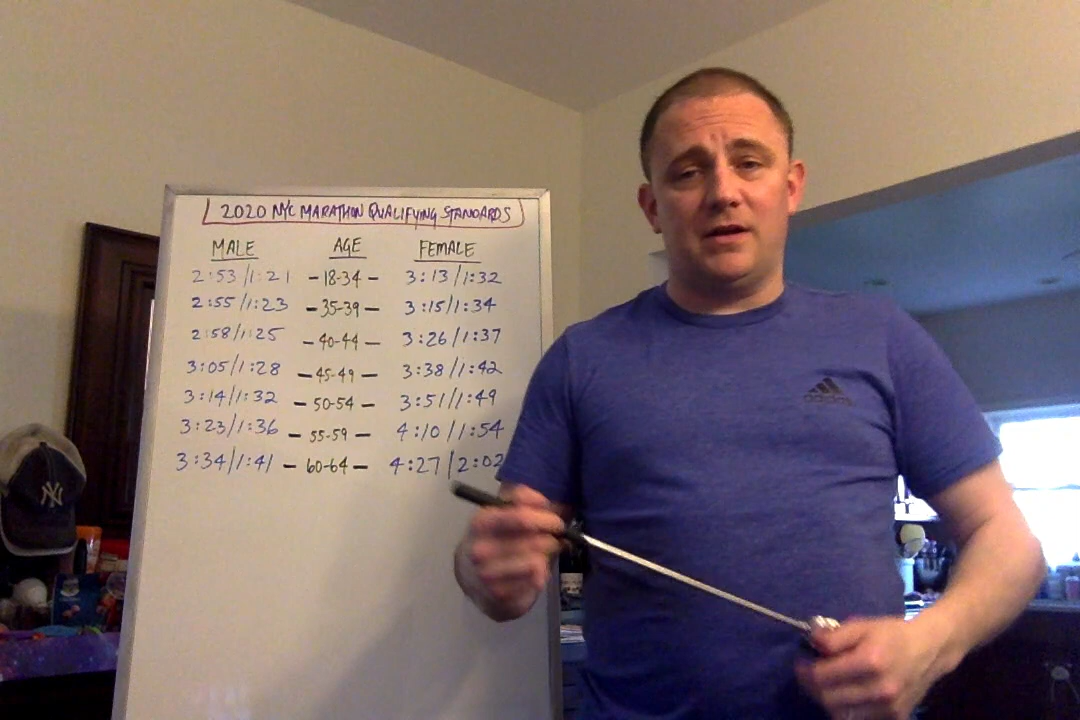 2020 NYC MARATHON QUALIFYING STANDARDS
MALE AGE FEMALE
2:53/1:21 - 18-34 - 3:13/1:32
2:55/1:23 - 35-39 - 3:15/1:34
2:58/1:25 - 40-44 - 3:26/1:37
3:05/1:28 - 45-49 - 3:38/1:42
3:14/1:32 - 50-54 - 3:51/1:49
3:23/1:36 - 55-59 - 4:10/1:54
3:34/1:41 - 60-64 - 4:27/2:02
adidas
NY